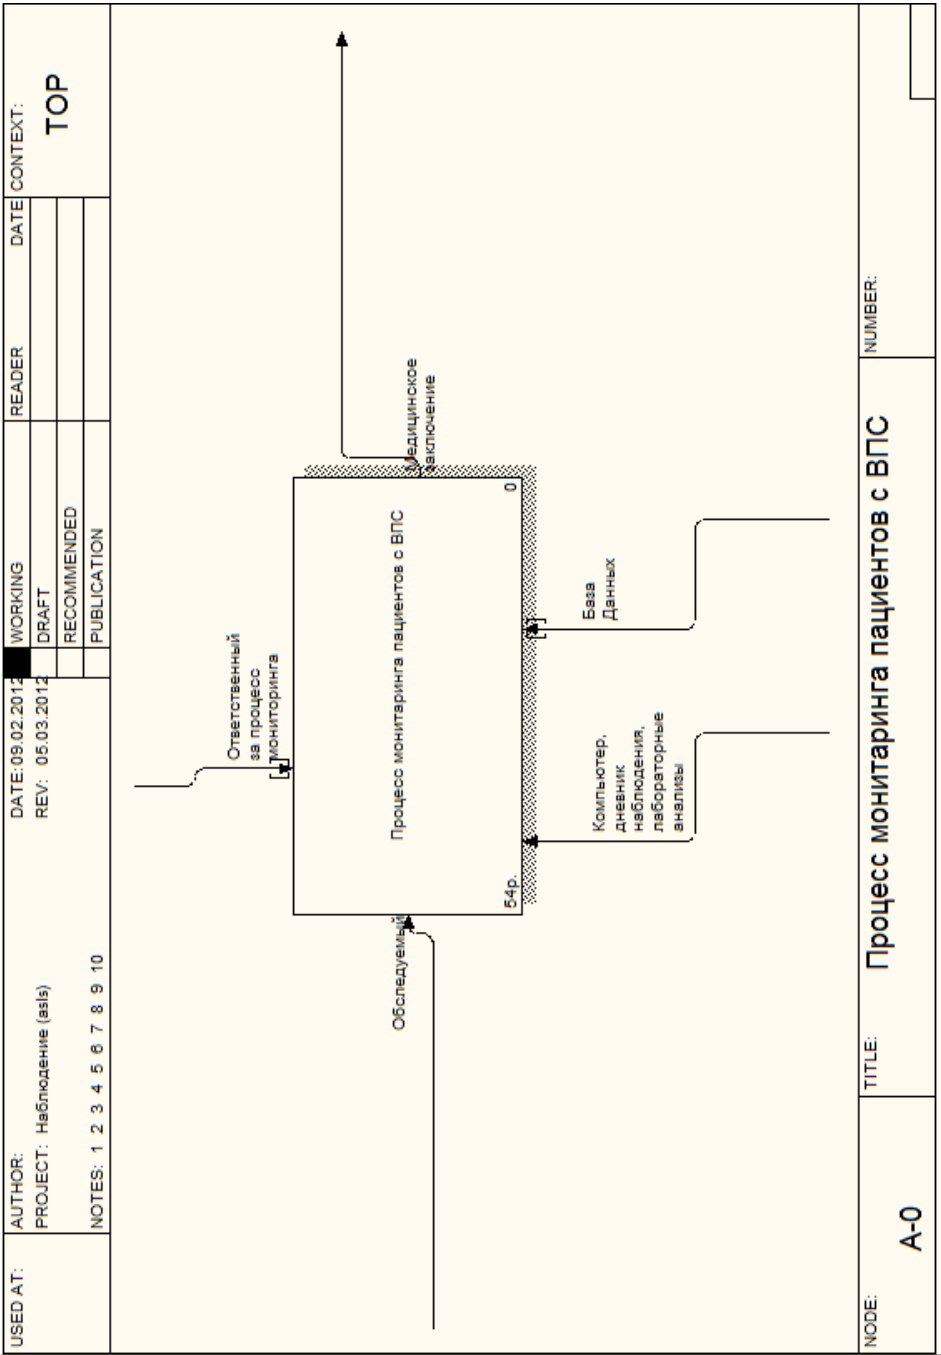 USED AT:
AUTHOR:
PROJECT: Наблюдение (asis)
NOTES: 1 2 3 4 5 6 7 8 9 10
DATE: 09.02.2012
REV: 05.03.2012
WORKING
DRAFT
RECOMMENDED
PUBLICATION
READER
DATE
CONTEXT:
TOP
Ответственный
за процесс
мониторинга
Обследуемый
Процесс монитаринга пациентов с ВПС
54р.
0
Медицинское
заключение
Компьютер,
дневник
наблюдения,
лабораторные
анализы
База
Данных
NODE:
A-0
TITLE:
Процесс монитаринга пациентов с ВПС
NUMBER: